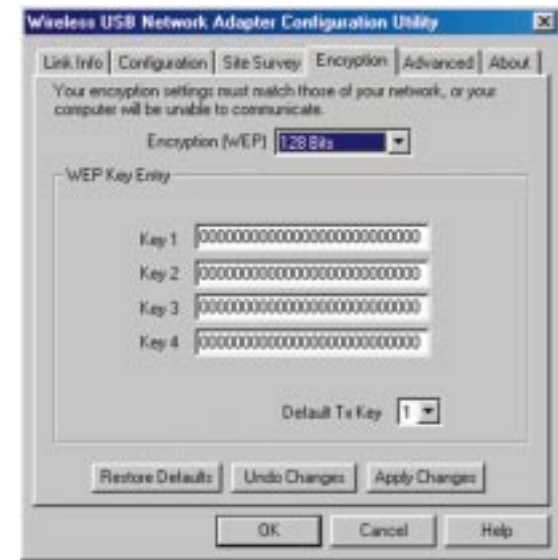 Wireless USB Network Adapter Configuration Utility
Link Info Configuration Site Survey Encryption Advanced About
Your encryption settings must match those of your network, or your
computer will be unable to communicate.
Encryption (WEP) 128 Bits
WEP Key Entry
Key 1 00000000000000000000000000
Key 2 00000000000000000000000000
Key 3 00000000000000000000000000
Key 4 00000000000000000000000000
Default Tx Key 1
Restore Defaults Undo Changes Apply Changes
OK Cancel Help